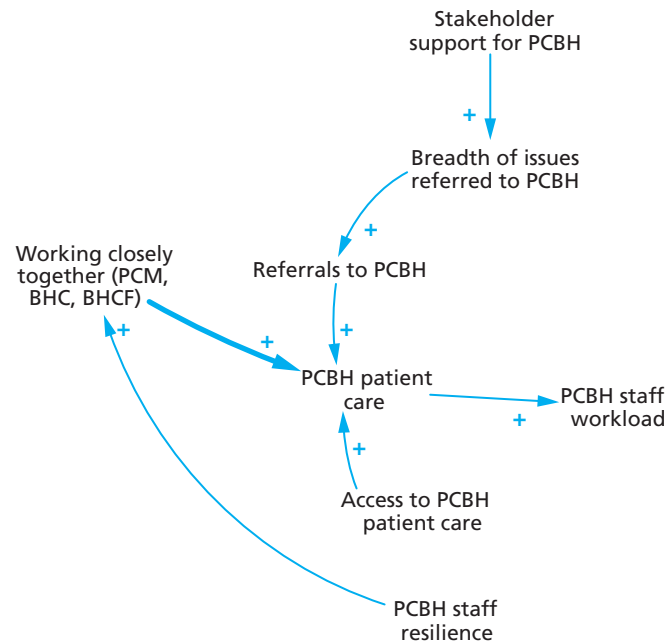 Stakeholder
support for PCBH
+
Breadth of issues
referred to PCBH
+
Working closely
together (PCM,
BHC, BHCF)
Referrals to PCBH
+
+
+
PCBH patient
care
PCBH staff
workload
+
+
Access to PCBH
patient care
PCBH staff
resilience